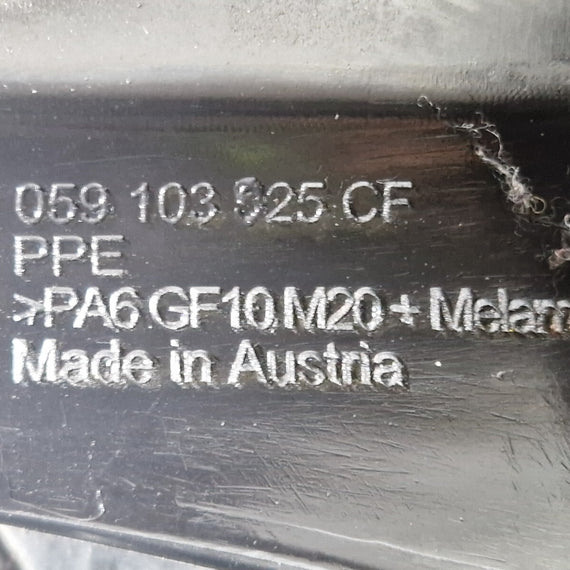 059 103 925 CF
PPE
>PA6 GF10 M20 + Melam
Made in Austria